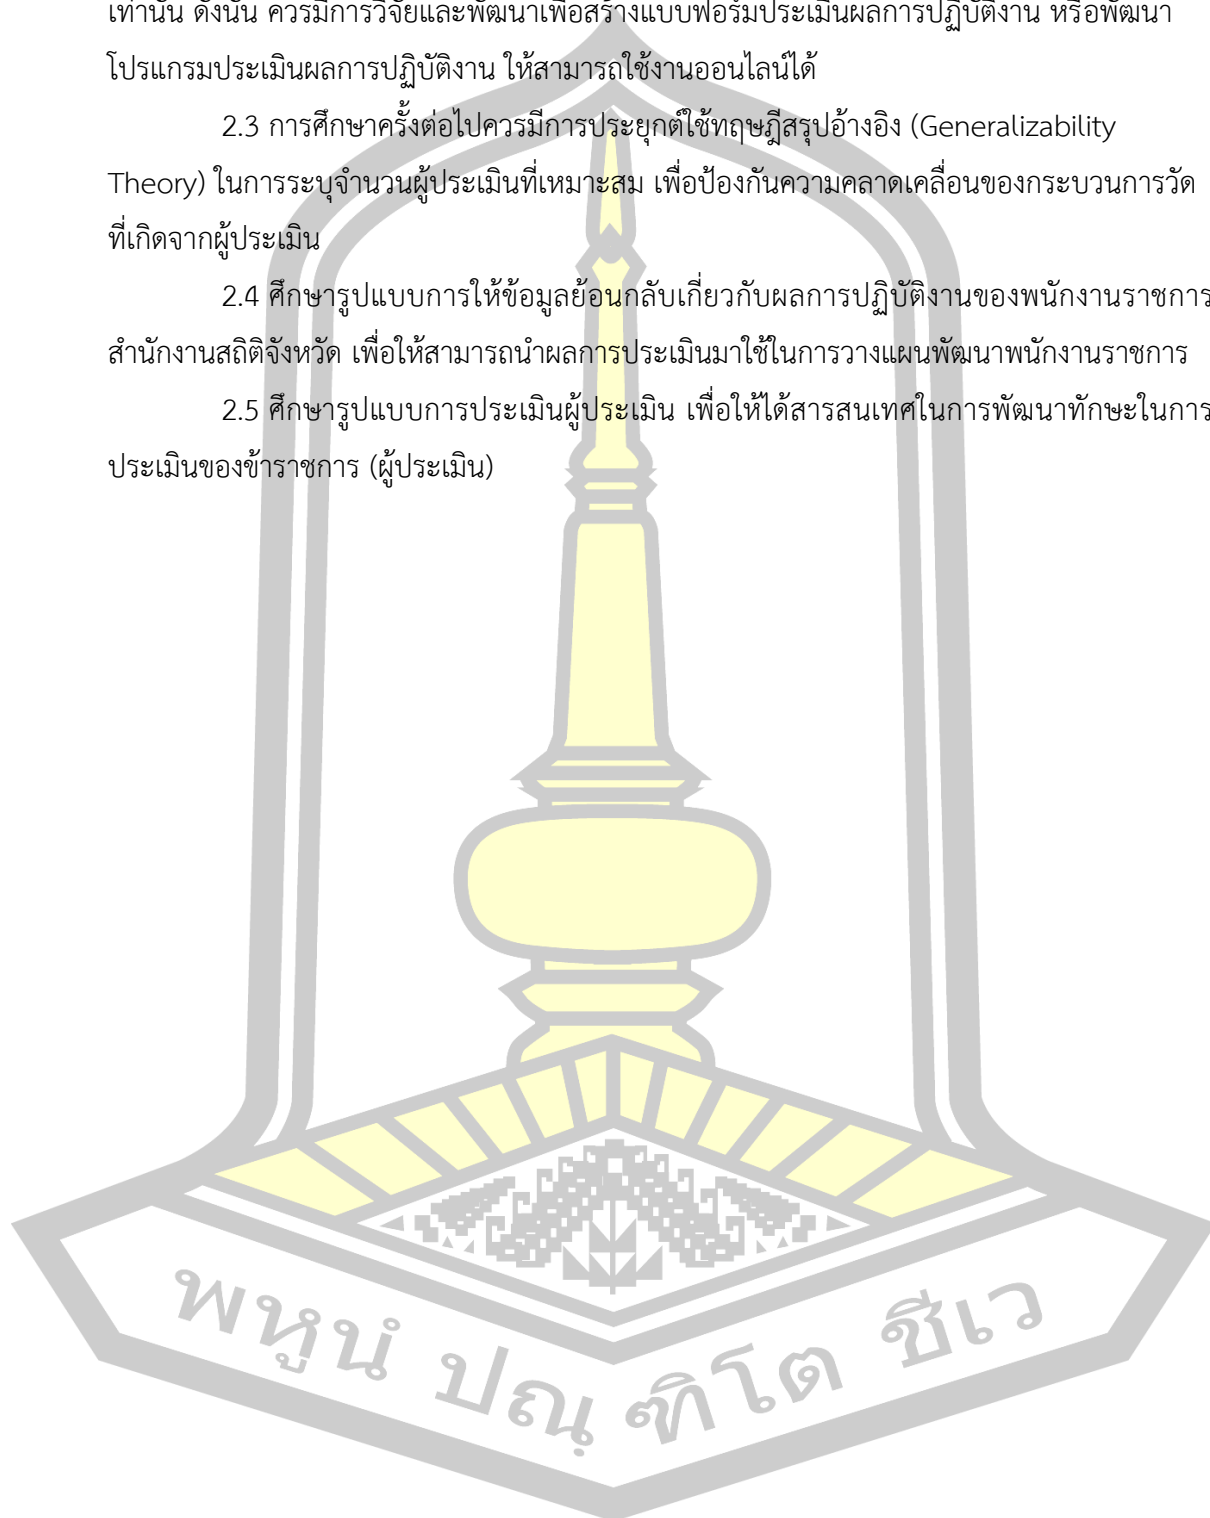 เท่านั้น ดังนั้น ควรมีการวิจัยและพัฒนาเพื่อสร้างแบบฟอร์มประเมินผลการปฏิบัติงาน หรือพัฒนา
โปรแกรมประเมินผลการปฏิบัติงาน ให้สามารถใช้งานออนไลน์ได้
2.3 การศึกษาครั้งต่อไปควรมีการประยุกต์ใช้ทฤษฎีสรุปอ้างอิง (Generalizability
Theory) ในการระบุจำนวนผู้ประเมินที่เหมาะสม เพื่อป้องกันความคลาดเคลื่อนของกระบวนการวัด
ที่เกิดจากผู้ประเมิน
2.4 ศึกษารูปแบบการให้ข้อมูลย้อนกลับเกี่ยวกับผลการปฏิบัติงานของพนักงานราชการ
สำนักงานสถิติจังหวัด เพื่อให้สามารถนำผลการประเมินมาใช้ในการวางแผนพัฒนาพนักงานราชการ
2.5 ศึกษารูปแบบการประเมินผู้ประเมิน เพื่อให้ได้สารสนเทศในการพัฒนาทักษะในการ
ประเมินของข้าราชการ (ผู้ประเมิน)
พหูนํ ปณฺฑิโต ชีเว